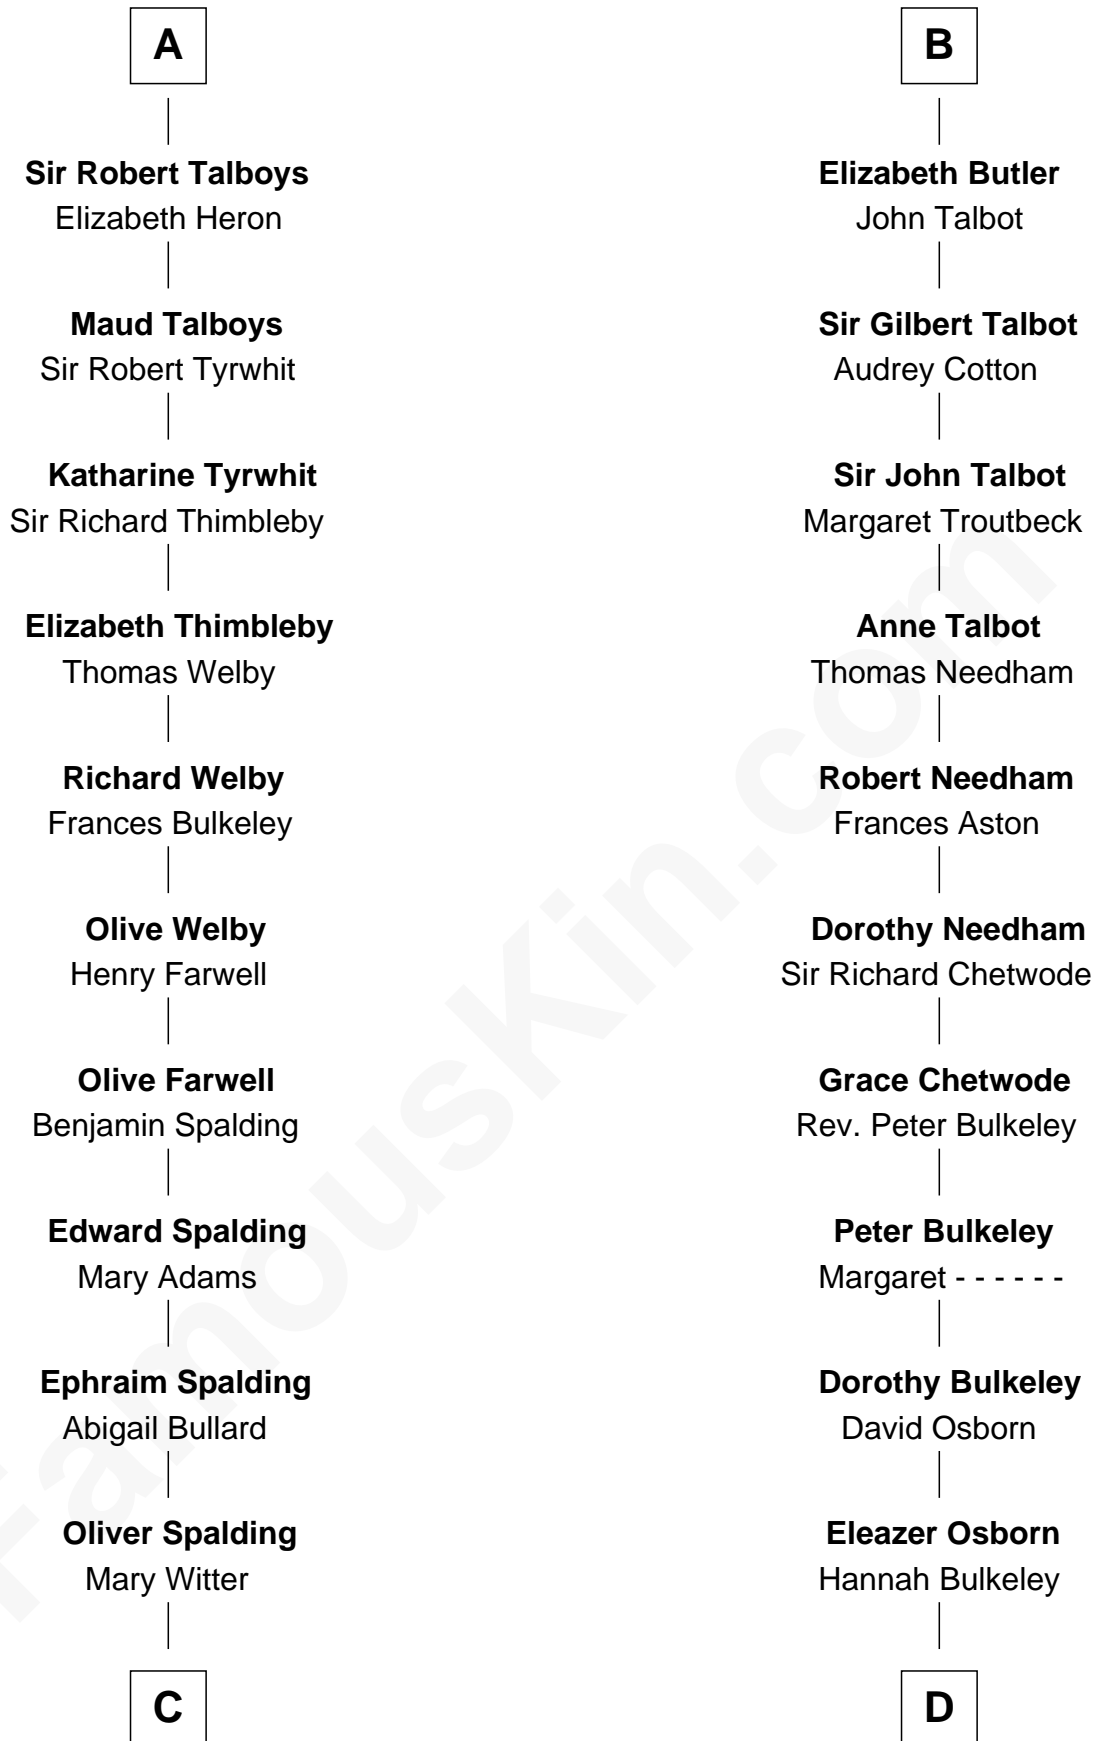 A
Sir Robert Talboys
Elizabeth Heron
Maud Talboys
Sir Robert Tyrwhit
Katharine Tyrwhit
Sir Richard Thimbleby
Elizabeth Thimbleby
Thomas Welby
Richard Welby
Frances Bulkeley
Olive Welby
Henry Farwell
Olive Farwell
Benjamin Spalding
Edward Spalding
Mary Adams
Ephraim Spalding
Abigail Bullard
Oliver Spalding
Mary Witter
C
B
Elizabeth Butler
John Talbot
Sir Gilbert Talbot
Audrey Cotton
Sir John Talbot
Margaret Troutbeck
Anne Talbot
Thomas Needham
Robert Needham
Frances Aston
Dorothy Needham
Sir Richard Chetwode
Grace Chetwode
Rev. Peter Bulkeley
Peter Bulkeley
Margaret - - - - - -
Dorothy Bulkeley
David Osborn
Eleazer Osborn
Hannah Bulkeley
D
FamousKin.com